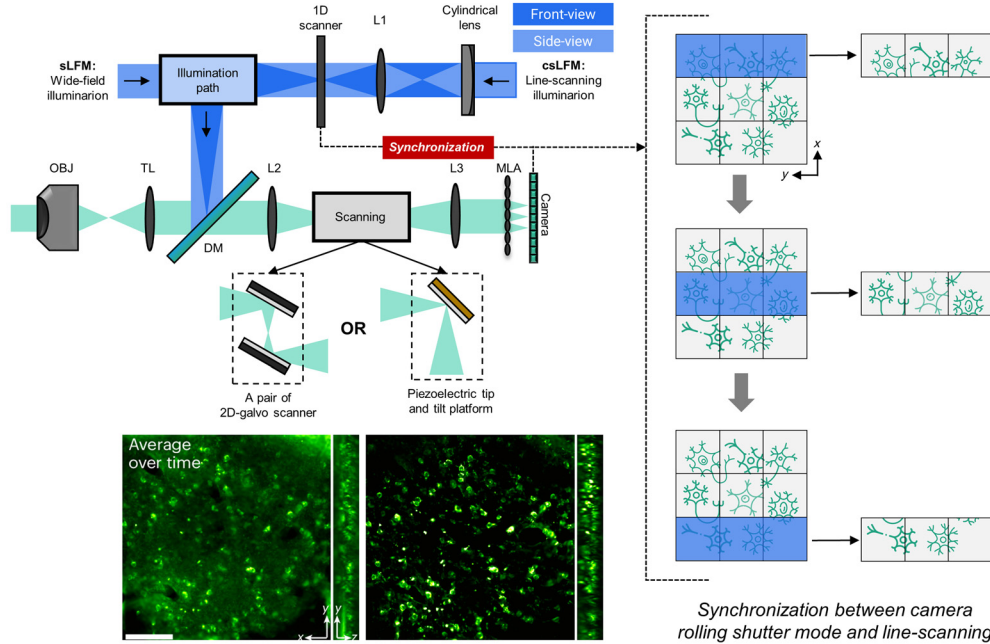 1D
scanner
L1
Cylindrical
lens
Front-view
Side-view
sLFM:
Wide-field
illuminarion
Illumination
path
csLFM:
Line-scanning
illuminarion
Synchronization
OBJ
TL
L2
L3
MLA
Scanning
Camera
DM
x
y
OR
A pair of
2D-galvo scanner
Piezoelectric tip
and tilt platform
Average
over time
y
y
x
z
Synchronization between camera
rolling shutter mode and line-scanning